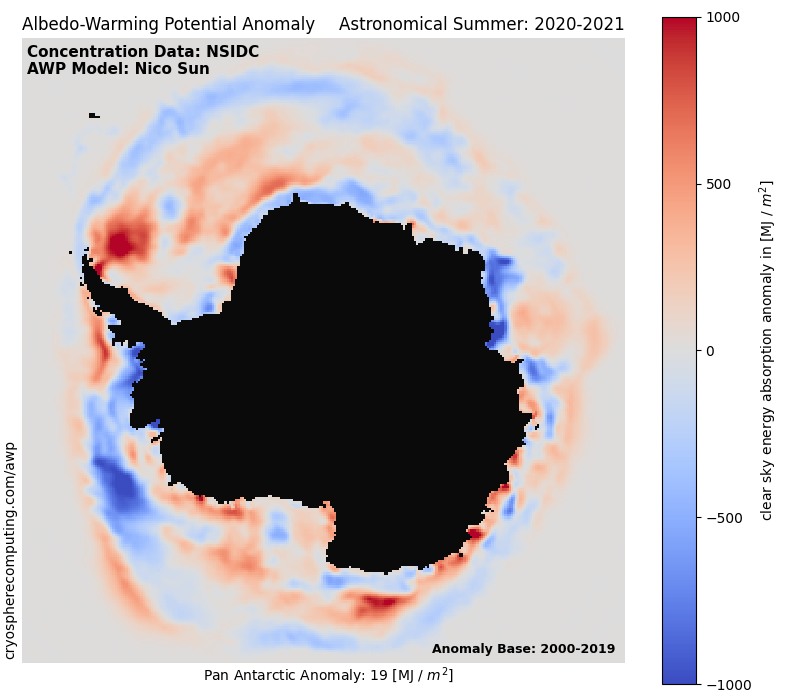 Albedo-Warming Potential Anomaly Astronomical Summer: 2020-2021
Concentration Data: NSIDC
AWP Model: Nico Sun
cryospherecomputing.com/awp
Anomaly Base: 2000-2019
Pan Antarctic Anomaly: 19 [MJ / m²]
1000
500
0
−500
−1000
clear sky energy absorption anomaly in [MJ / m²]